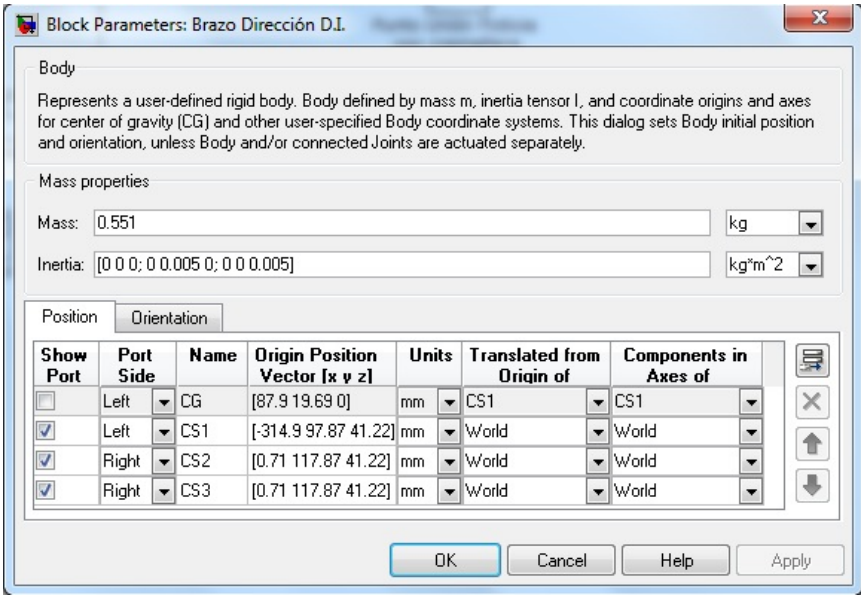 Block Parameters: Brazo Dirección D.I.
Body
Represents a user-defined rigid body. Body defined by mass m, inertia tensor I, and coordinate origins and axes
for center of gravity (CG) and other user-specified Body coordinate systems. This dialog sets Body initial position
and orientation, unless Body and/or connected Joints are actuated separately.
Mass properties
Mass: 0.551 kg
Inertia: [0 0 0; 0 0.005 0; 0 0 0.005] kg*m^2
Position Orientation
Show Port Port Side Name Origin Position Vector [x y z] Units Translated from Origin of Components in Axes of
Left CG [87.9 19.69 0] mm CS1 CS1
Left CS1 [-314.9 97.87 41.22] mm World World
Right CS2 [0.71 117.87 41.22] mm World World
Right CS3 [0.71 117.87 41.22] mm World World
OK Cancel Help Apply